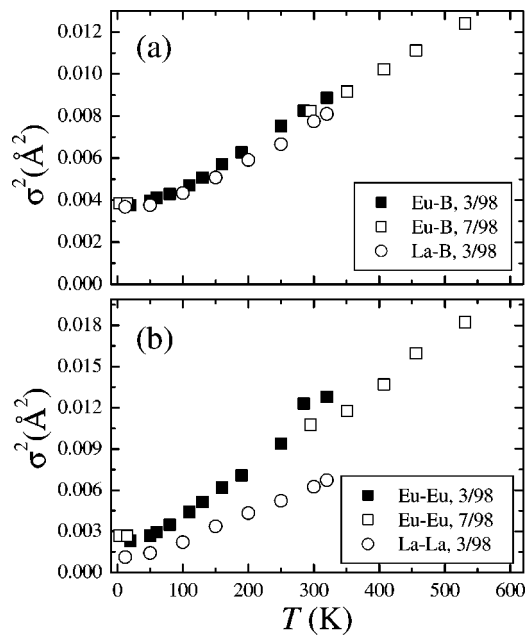 0.012
0.010
0.008
0.006
0.004
0.002
0.000
σ²(Å²)
(a)
Eu-B, 3/98
Eu-B, 7/98
La-B, 3/98
0.018
0.015
0.012
0.009
0.006
0.003
0.000
σ²(Å²)
(b)
Eu-Eu, 3/98
Eu-Eu, 7/98
La-La, 3/98
0 100 200 300 400 500 600
T (K)